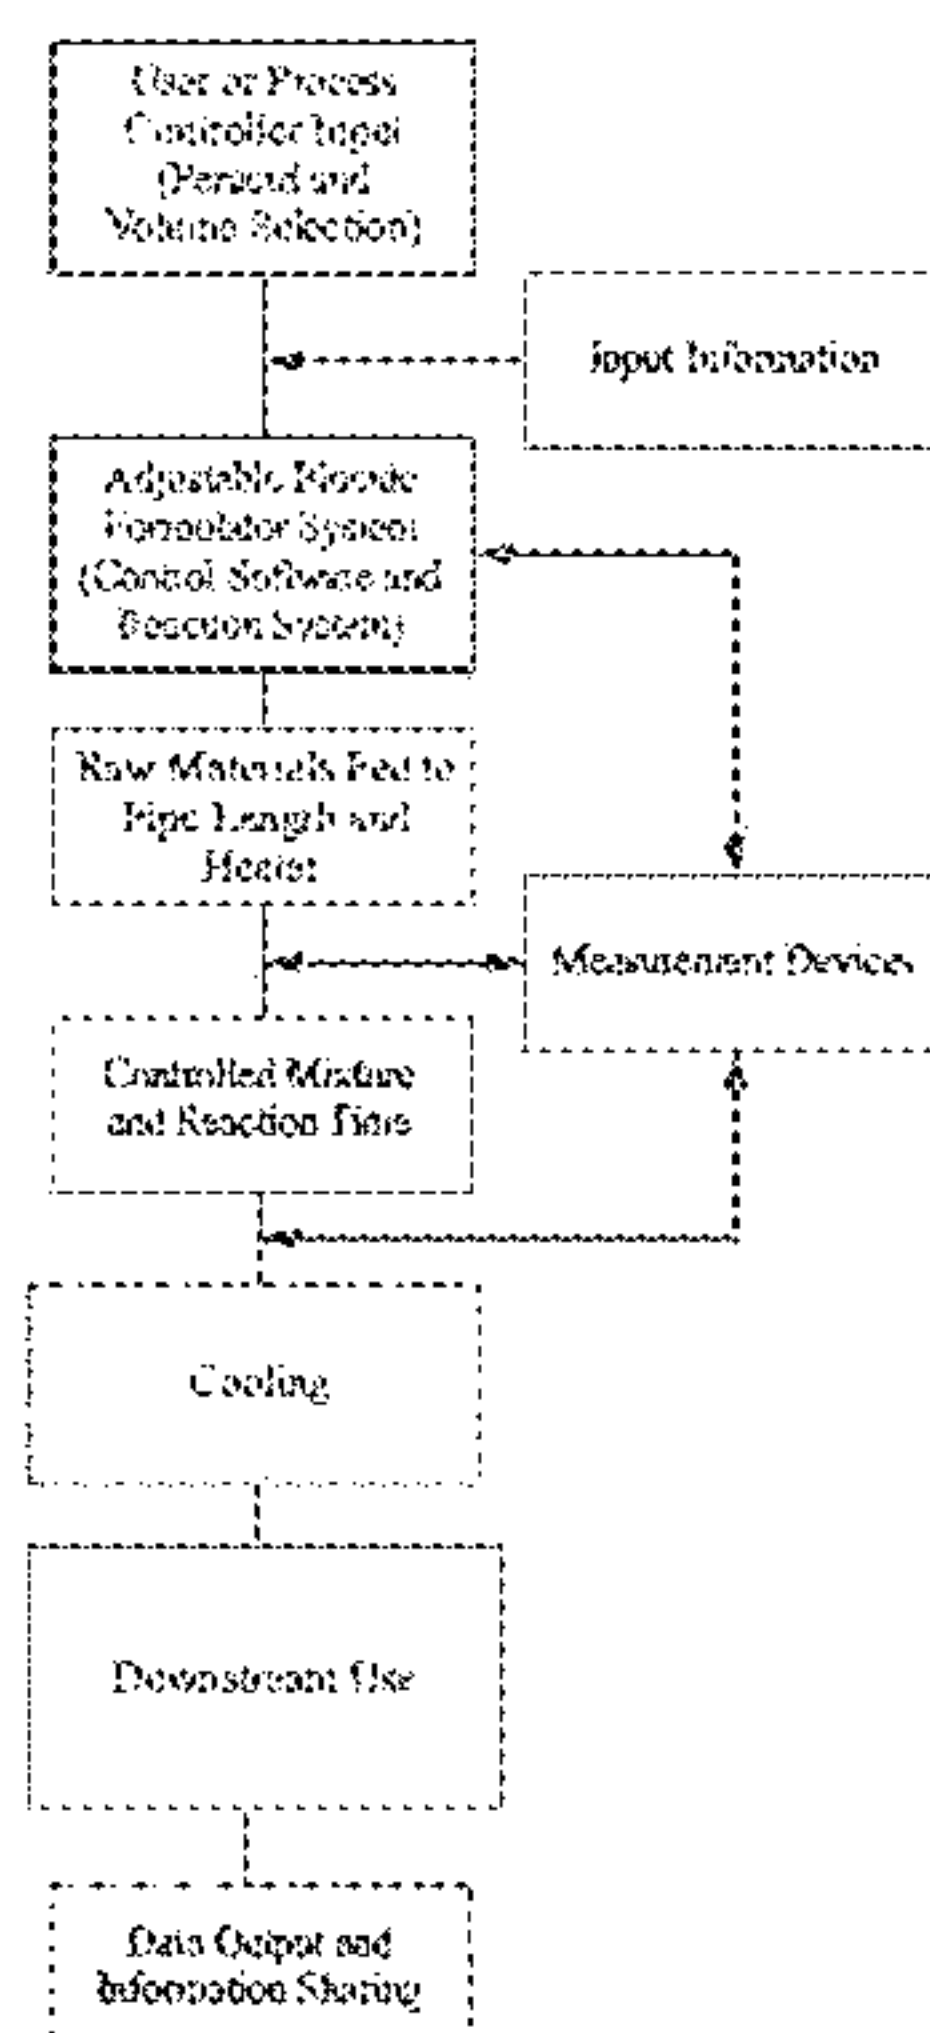 User or Process
Controller Input
(Peracid and
Volume Selection)
Input Information
Adjustable Biocide
Formulator System
(Control Software and
Reaction System)
Raw Materials Fed to
Pipe Length and
Heater
Measurement Devices
Controlled Mixture
and Reaction Time
Cooling
Downstream Use
Data Output and
Information Sharing